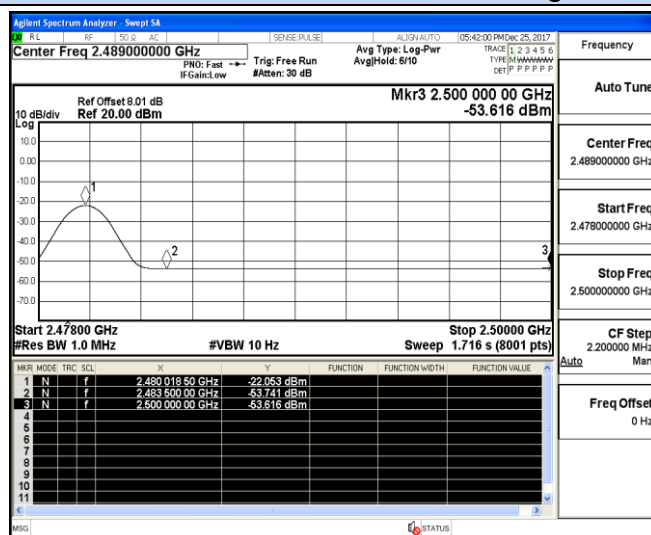 Agilent Spectrum Analyzer - Swept SA
RL RF 50 Ω AC SENSE:PULSE ALIGN AUTO 05:42:00 PM Dec 25, 2017
Center Freq 2.489000000 GHz
PNO: Fast
IFGain:Low
Trig: Free Run
#Atten: 30 dB
Avg Type: Log-Pwr
Avg|Hold: 6/10
TRACE 1 2 3 4 5 6
TYPE M
DET P P P P P P
Ref Offset 8.01 dB
10 dB/div Ref 20.00 dBm
Log
Mkr3 2.500 000 00 GHz
-53.616 dBm
10.0
0.00
-10.0
-20.0
-30.0
-40.0
-50.0
-60.0
-70.0
1
2
3
Start 2.47800 GHz Stop 2.50000 GHz
#Res BW 1.0 MHz #VBW 10 Hz Sweep 1.716 s (8001 pts)
MKR MODE TRC SCL X Y FUNCTION FUNCTION WIDTH FUNCTION VALUE
1 N f 2.480 018 50 GHz -22.053 dBm
2 N f 2.483 500 00 GHz -53.741 dBm
3 N f 2.500 000 00 GHz -53.616 dBm
4
5
6
7
8
9
10
11
MSG STATUS
Frequency
Auto Tune
Center Freq
2.489000000 GHz
Start Freq
2.478000000 GHz
Stop Freq
2.500000000 GHz
CF Step
2.200000 MHz
Auto Man
Freq Offset
0 Hz